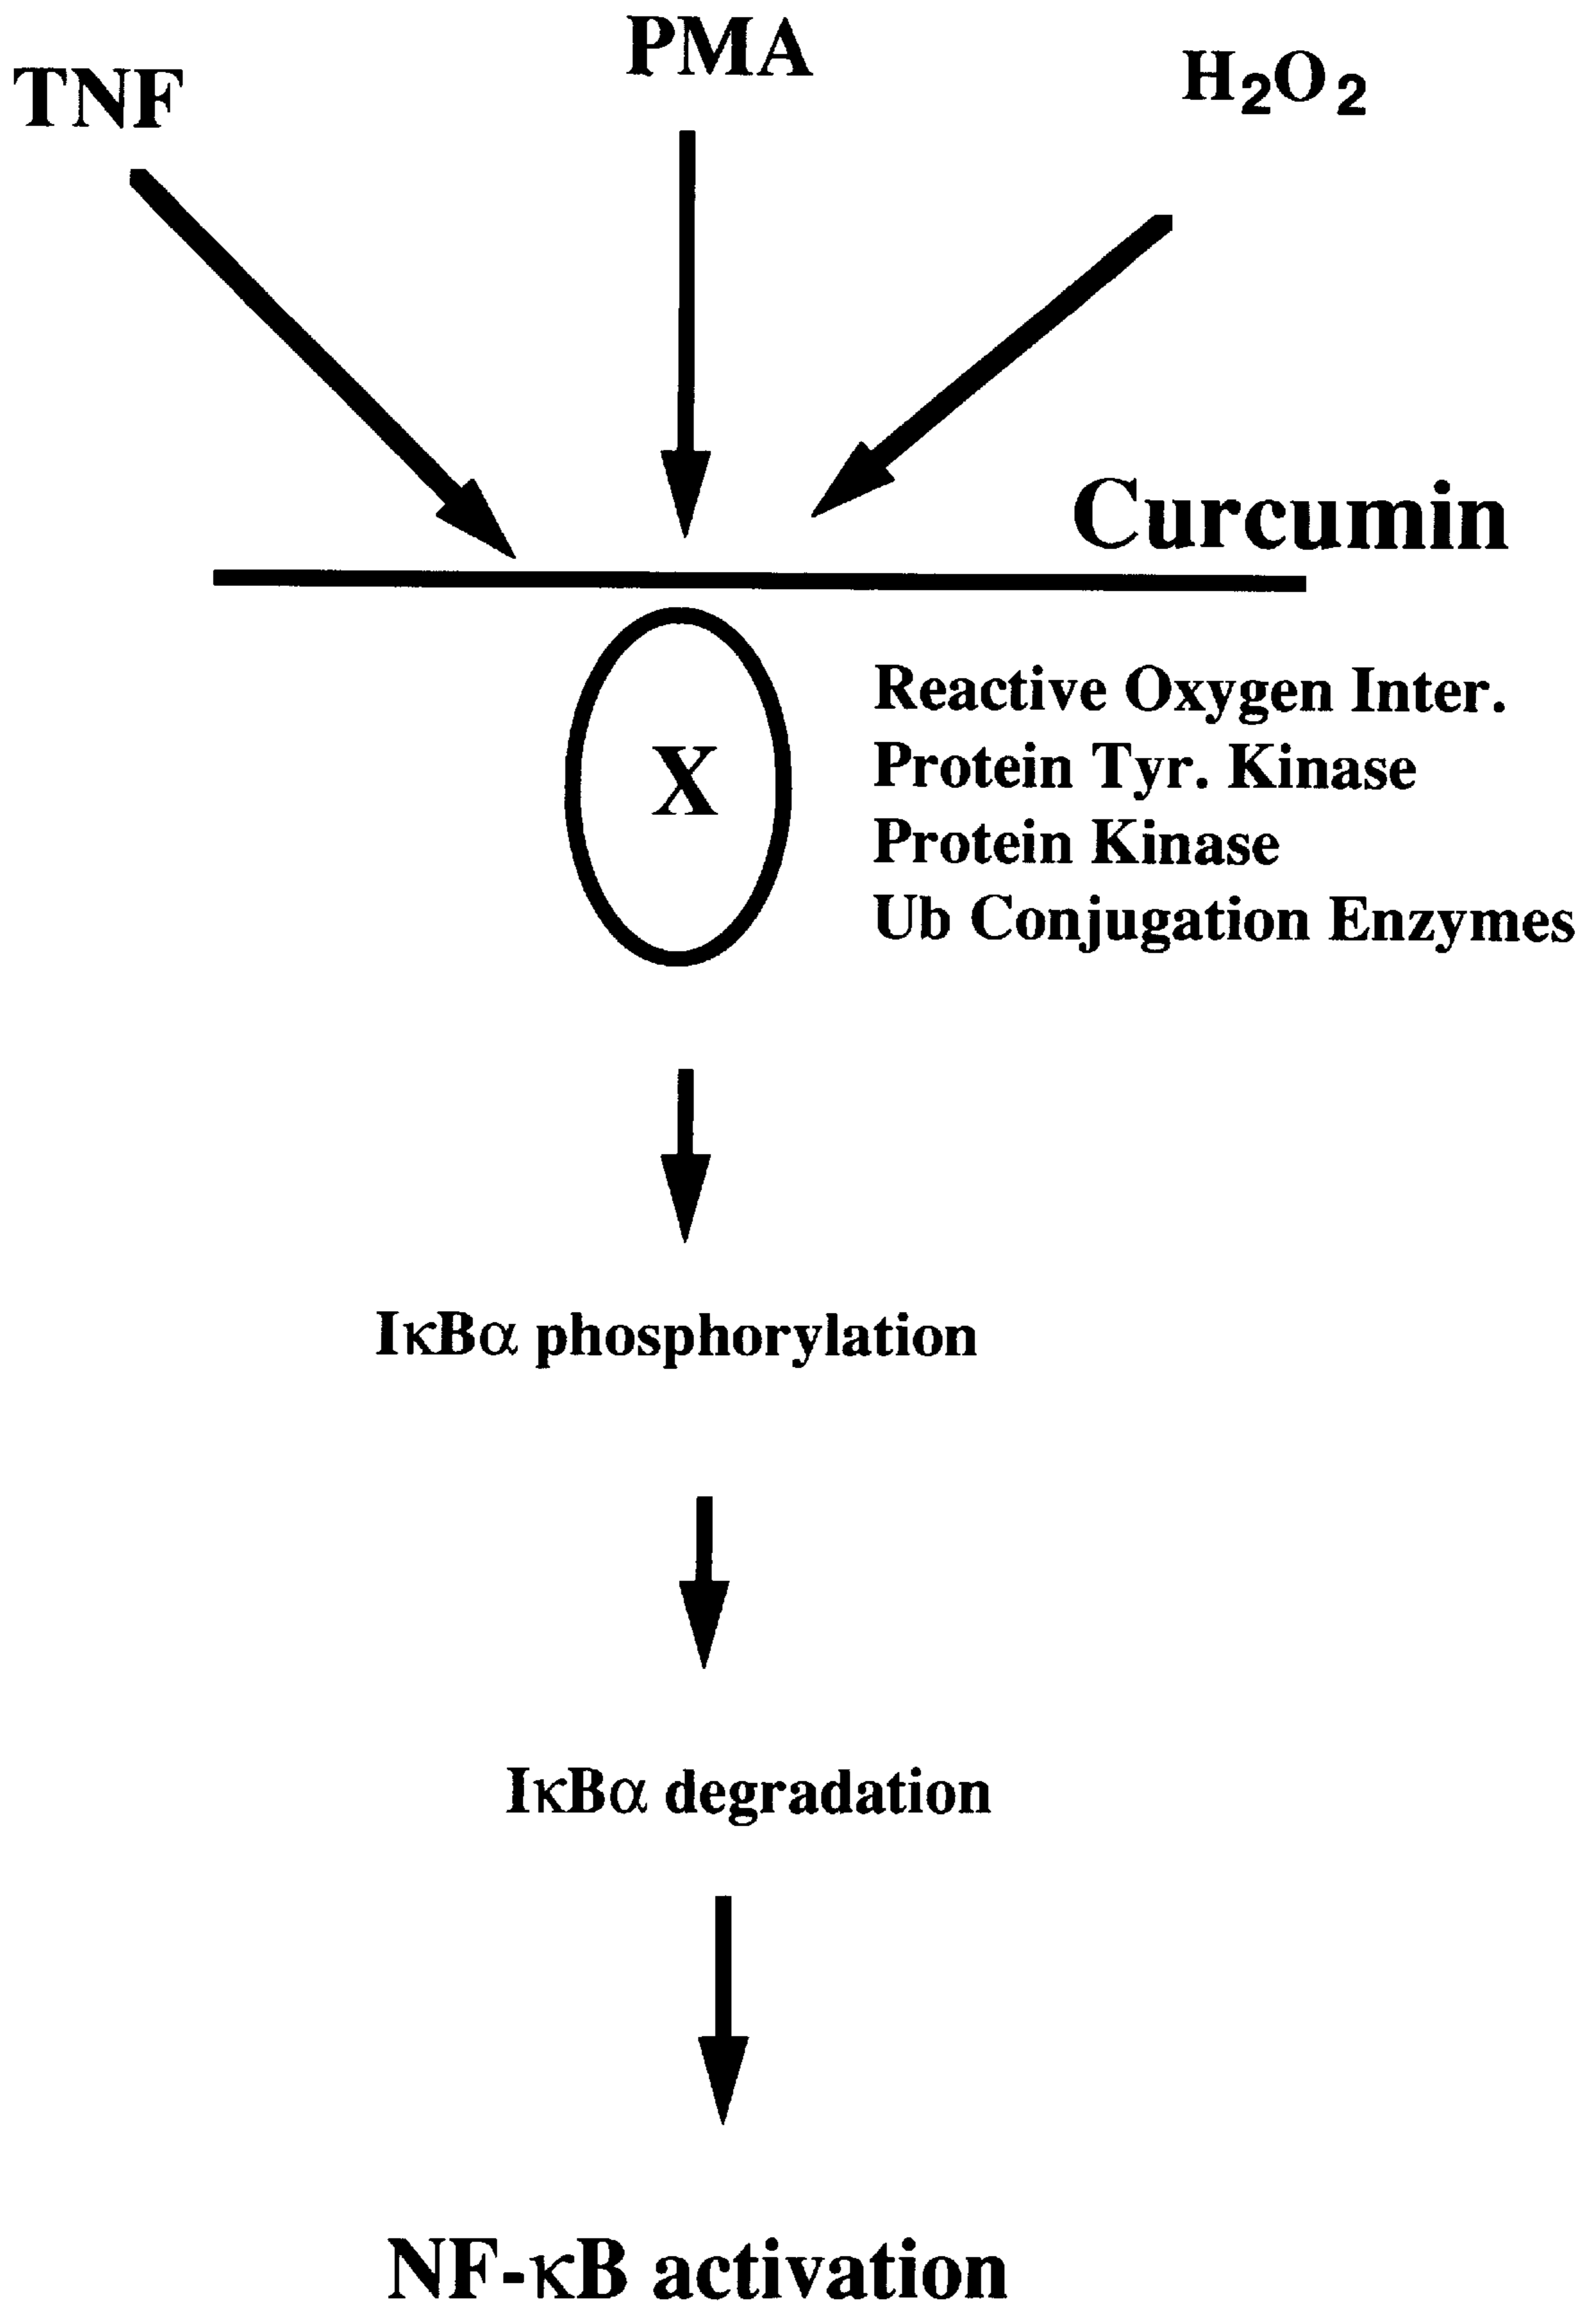 TNF
PMA
H₂O₂
Curcumin
X
Reactive Oxygen Inter.
Protein Tyr. Kinase
Protein Kinase
Ub Conjugation Enzymes
IκBα phosphorylation
IκBα degradation
NF-κB activation